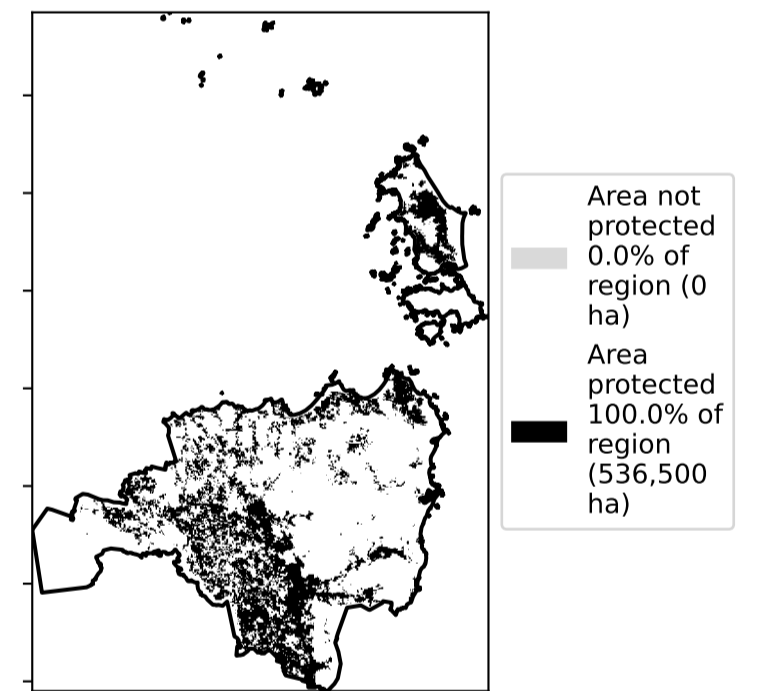 Area not
protected
0.0% of
region (0
ha)
Area
protected
100.0% of
region
(536,500
ha)